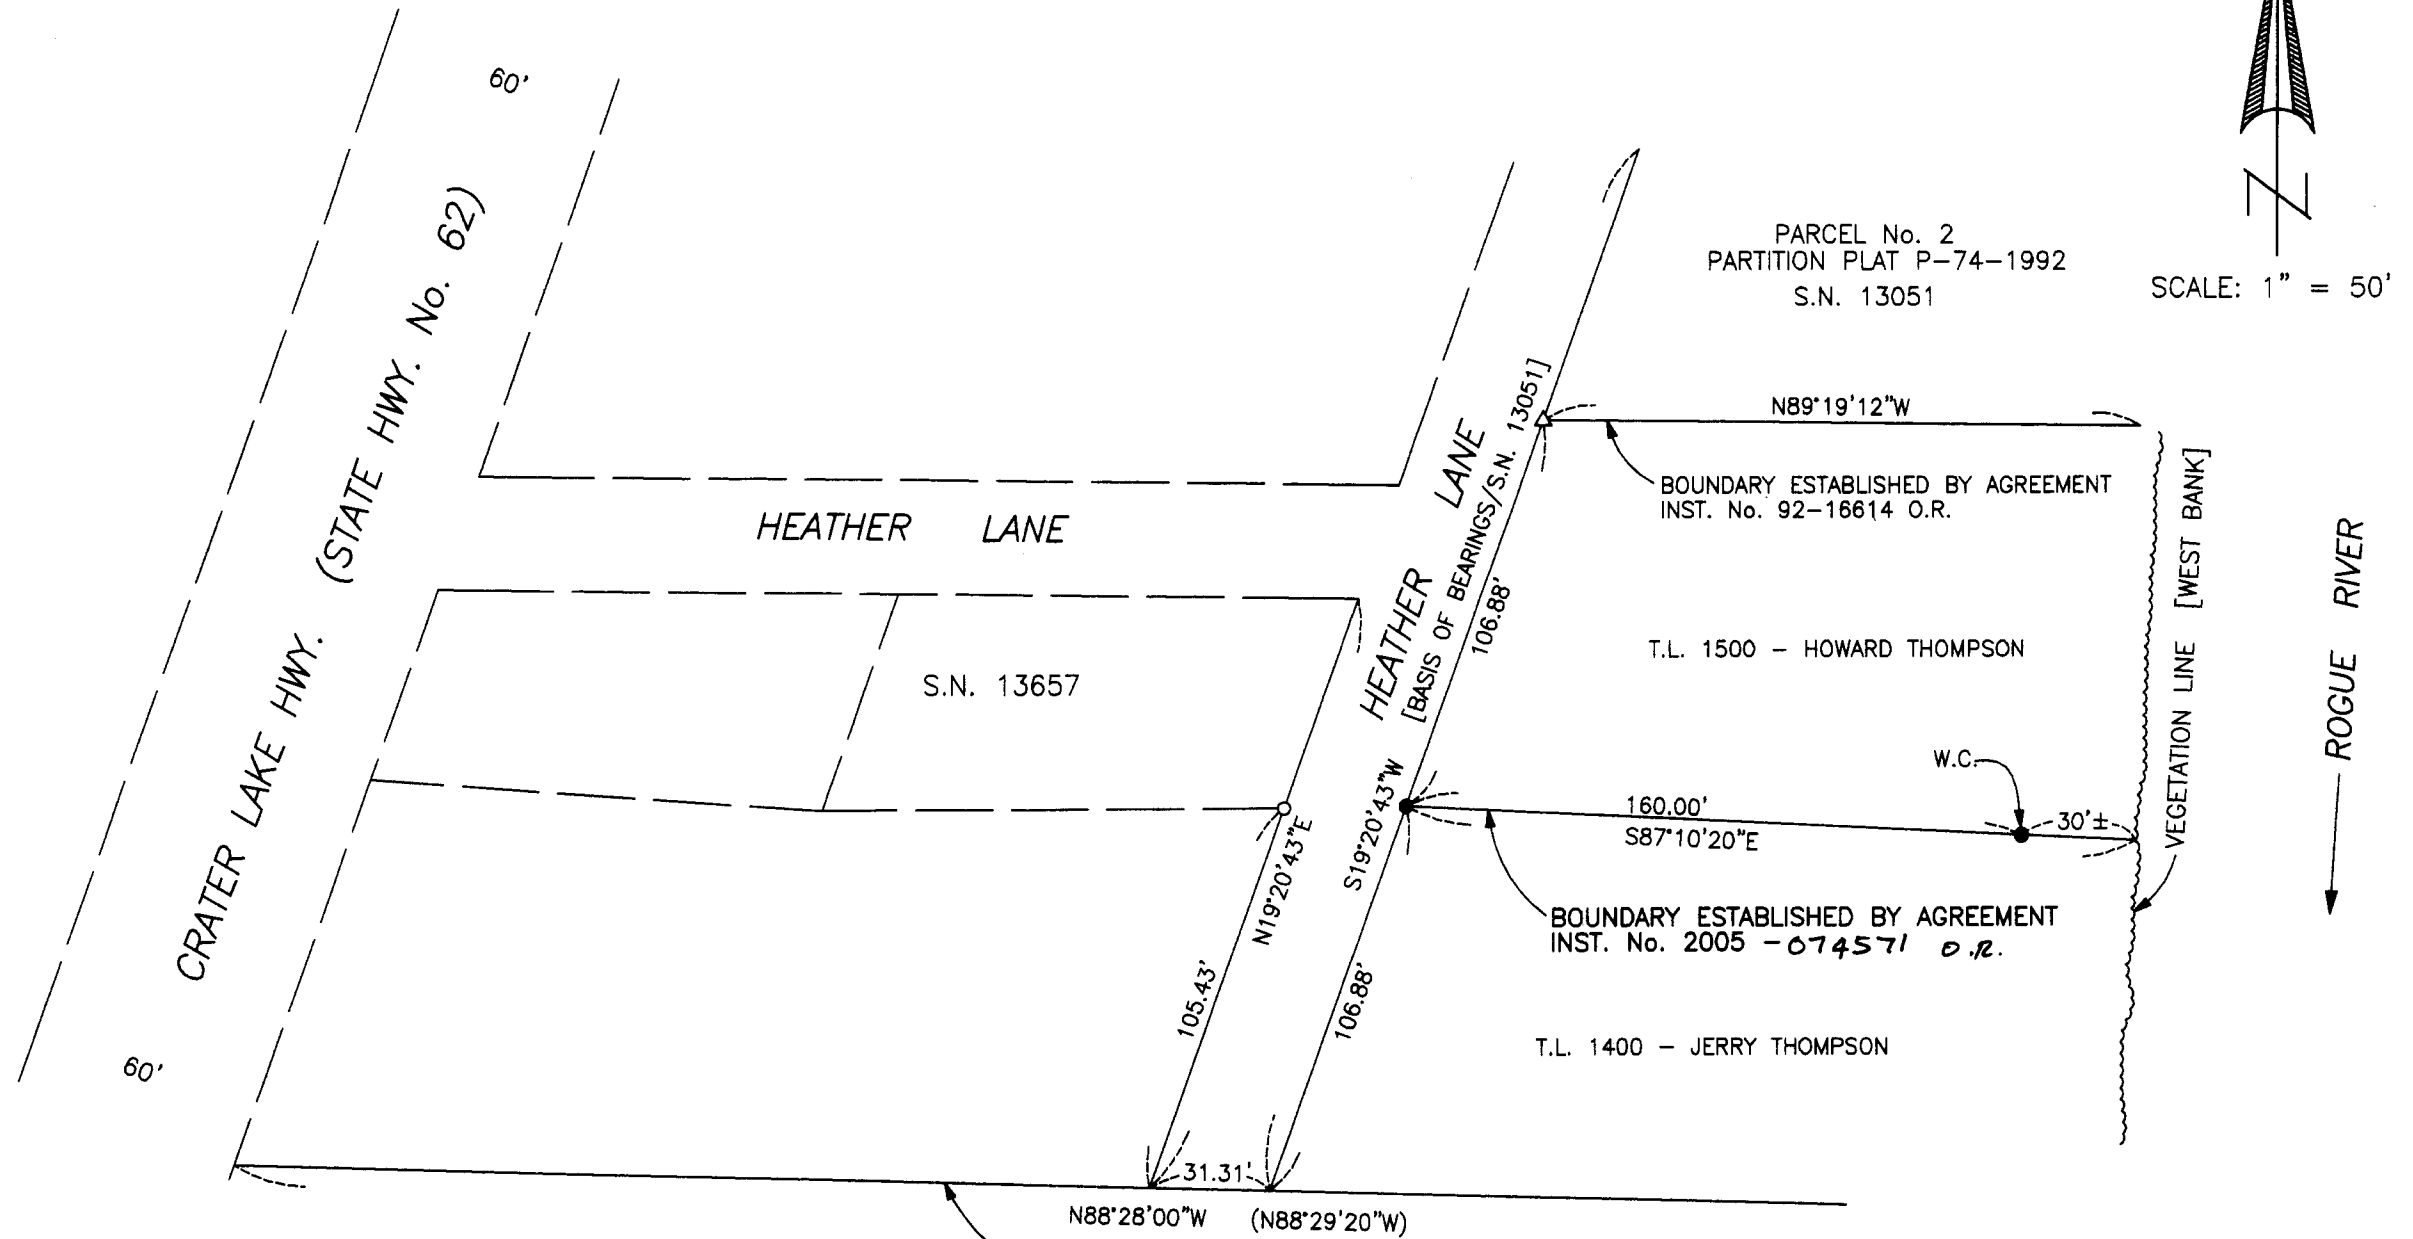 60'
CRATER LAKE HWY. (STATE HWY. No. 62)
60'
N
SCALE: 1" = 50'
PARCEL No. 2
PARTITION PLAT P-74-1992
S.N. 13051
N89°19'12"W
BOUNDARY ESTABLISHED BY AGREEMENT
INST. No. 92-16614 O.R.
HEATHER LANE
HEATHER LANE
[BASIS OF BEARINGS/S.N. 13051]
S19°20'43"W
106.88'
S.N. 13657
T.L. 1500 - HOWARD THOMPSON
VEGETATION LINE [WEST BANK]
ROGUE RIVER
W.C.
160.00'
S87°10'20"E
30'±
N19°20'43"E
105.43'
106.88'
BOUNDARY ESTABLISHED BY AGREEMENT
INST. No. 2005 -074571 O.R.
T.L. 1400 - JERRY THOMPSON
31.31'
N88°28'00"W (N88°29'20"W)